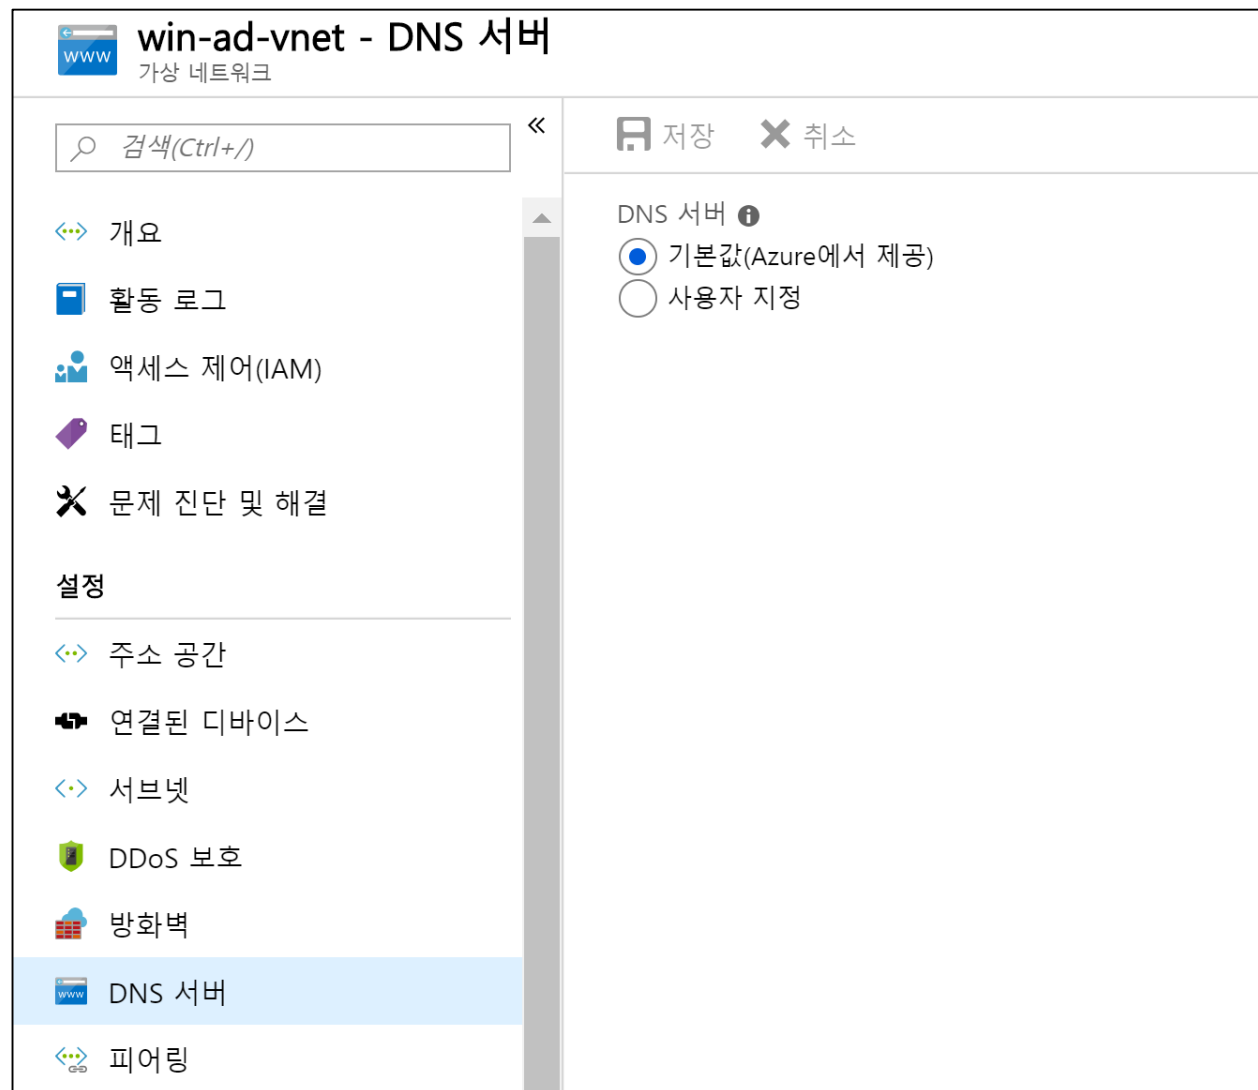 win-ad-vnet - DNS 서버
가상 네트워크
www
검색(Ctrl+/)
«
저장
취소
개요
활동 로그
액세스 제어(IAM)
태그
문제 진단 및 해결
설정
주소 공간
연결된 디바이스
서브넷
DDoS 보호
방화벽
www
DNS 서버
피어링
DNS 서버
기본값(Azure에서 제공)
사용자 지정